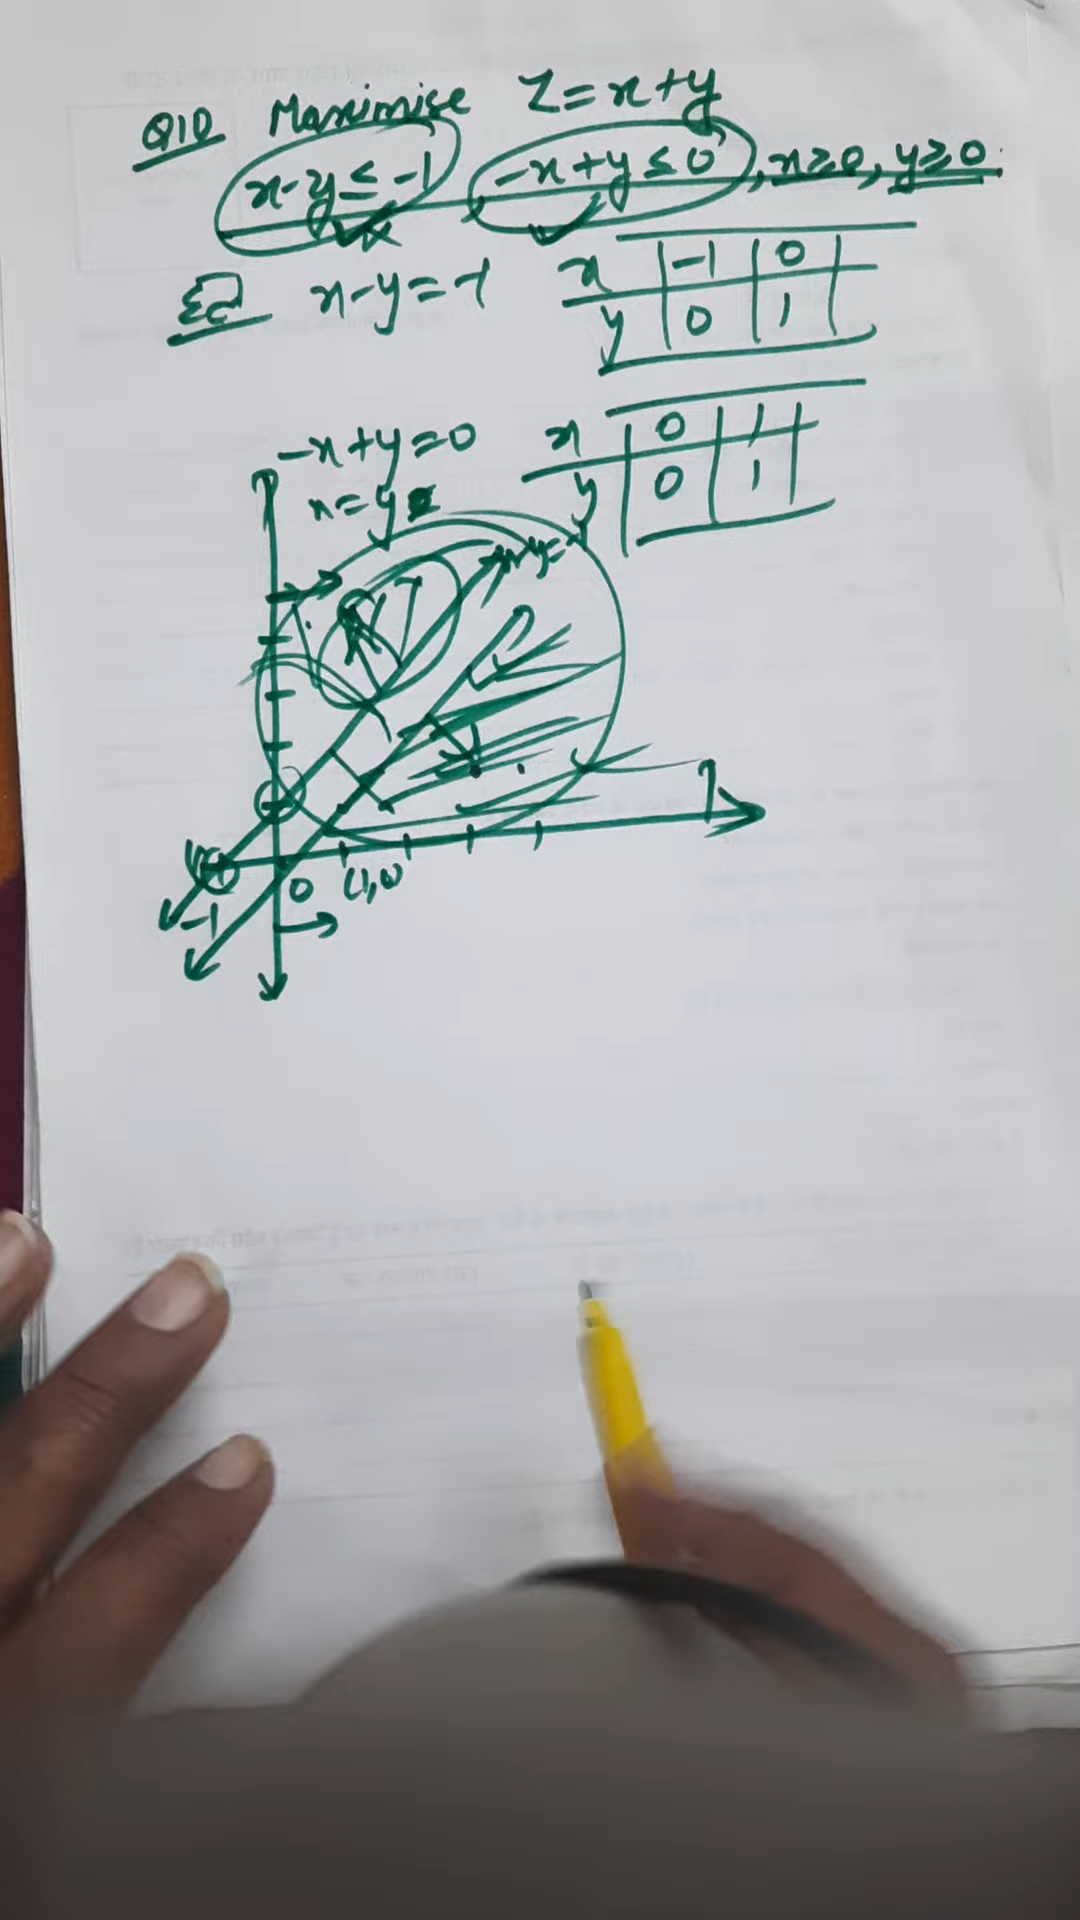 Q10 Maximise Z=x+y
x-y≤-1, -x+y≤0, x≥0, y≥0.
x-y=-1 x -1 0
y 0 1
-x+y=0 x 0 1
x=y y 0 1
x-y=-1
-1 0 (1,0)